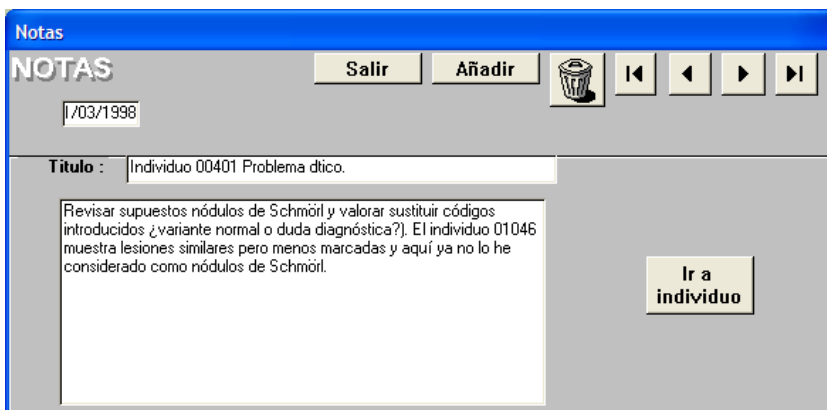 Notas
NOTAS
Salir
Añadir
/03/1998
Titulo :
Individuo 00401 Problema dtico.
Revisar supuestos nódulos de Schmörl y valorar sustituir códigos
introducidos ¿variante normal o duda diagnóstica?). El individuo 01046
muestra lesiones similares pero menos marcadas y aquí ya no lo he
considerado como nódulos de Schmörl.
Ir a
individuo